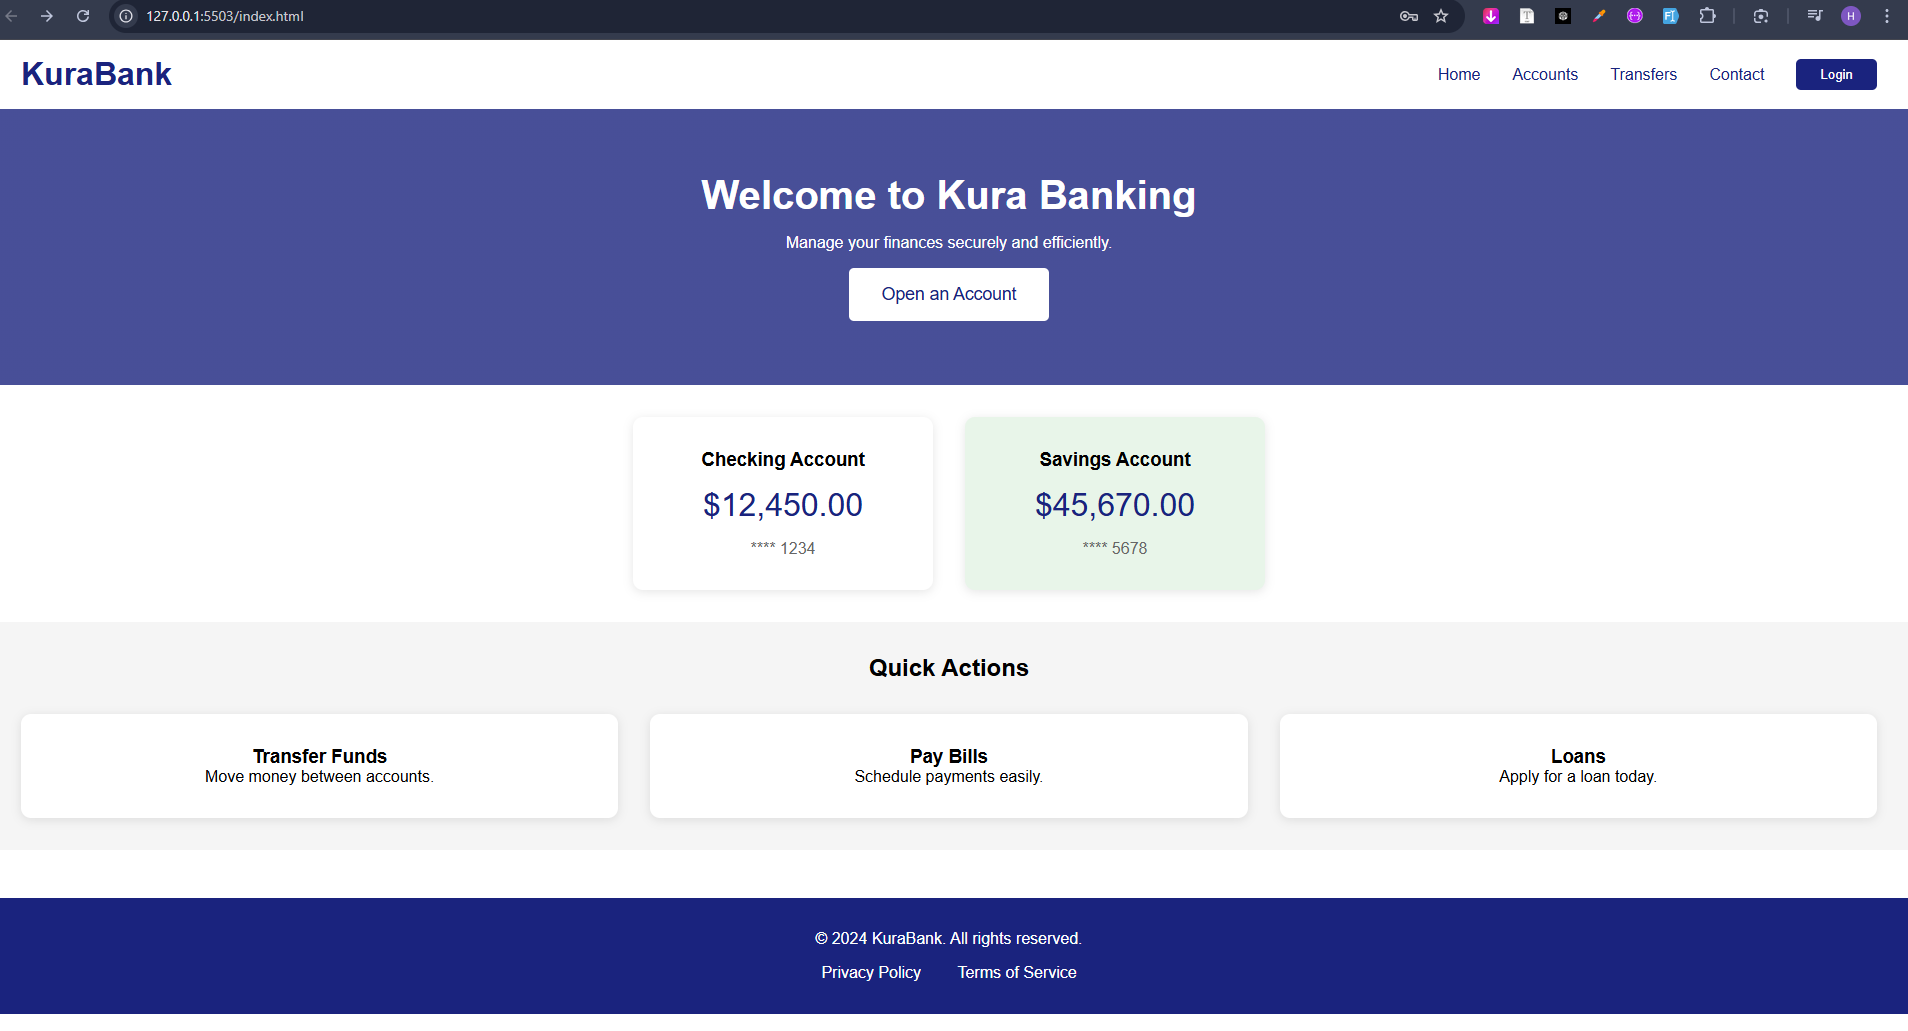 127.0.0.1:5503/index.html
H
KuraBank
Home Accounts Transfers Contact Login
Welcome to Kura Banking
Manage your finances securely and efficiently.
Open an Account
Checking Account
$12,450.00
**** 1234
Savings Account
$45,670.00
**** 5678
Quick Actions
Transfer Funds
Move money between accounts.
Pay Bills
Schedule payments easily.
Loans
Apply for a loan today.
© 2024 KuraBank. All rights reserved.
Privacy Policy Terms of Service